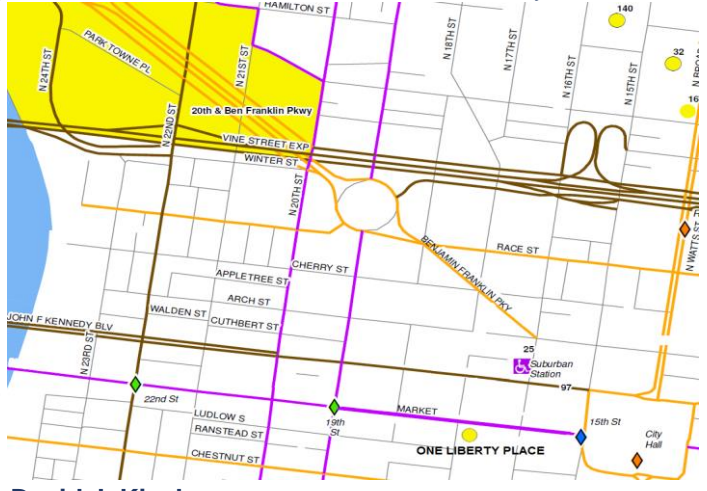 HAMILTON ST
140
N 18TH ST
N 17TH ST
32
N 24TH ST
PARK TOWNE PL
N 21ST ST
N 16TH ST
N 15TH ST
N BROAD
16
20th & Ben Franklin Pkwy
N 22ND ST
VINE STREET EXP
WINTER ST
N 20TH ST
BENJAMIN FRANKLIN PKY
RACE ST
N WATTS ST
CHERRY ST
APPLETREE ST
ARCH ST
WALDEN ST
CUTHBERT ST
JOHN F KENNEDY BLV
N 23RD ST
25
Suburban
Station
97
22nd St
19th
St
MARKET
15th St
City
Hall
LUDLOW S
RANSTEAD ST
CHESTNUT ST
ONE LIBERTY PLACE